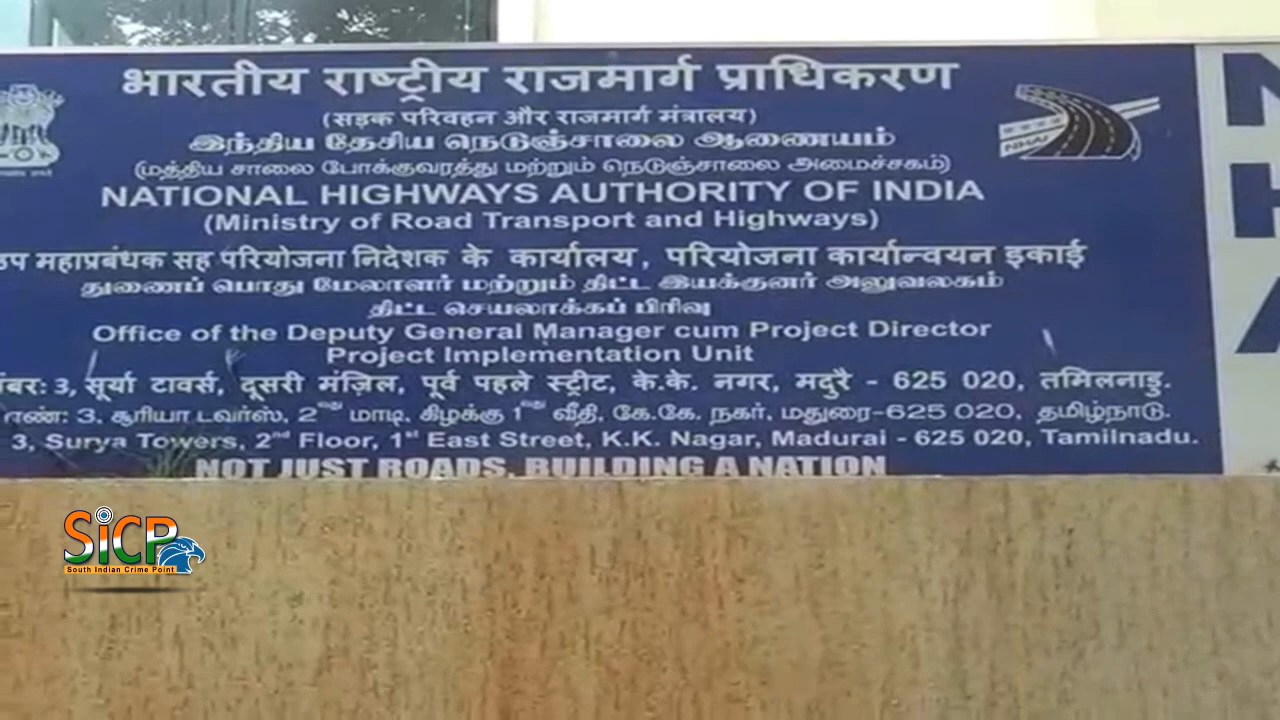 भारतीय राष्ट्रीय राजमार्ग प्राधिकरण
(सड़क परिवहन और राजमार्ग मंत्रालय)
இந்திய தேசிய நெடுஞ்சாலை ஆணையம்
(மத்திய சாலை போக்குவரத்து மற்றும் நெடுஞ்சாலை அமைச்சகம்)
NATIONAL HIGHWAYS AUTHORITY OF INDIA
(Ministry of Road Transport and Highways)
उप महाप्रबंधक सह परियोजना निदेशक के कार्यालय, परियोजना कार्यान्वयन इकाई
துணைப் பொது மேலாளர் மற்றும் திட்ட இயக்குனர் அலுவலகம்
திட்ட செயலாக்கப் பிரிவு
Office of the Deputy General Manager cum Project Director
Project Implementation Unit
3, सूर्या टावर्स, दूसरी मंज़िल, पूर्व पहले स्ट्रीट, के.के. नगर, मदुरै - 625 020, तमिलनाडु.
எண்: 3, சூரியா டவர்ஸ், 2வது மாடி, கிழக்கு 1வது வீதி, கே.கே. நகர், மதுரை-625 020, தமிழ்நாடு.
3, Surya Towers, 2nd Floor, 1st East Street, K.K. Nagar, Madurai - 625 020, Tamilnadu.
NOT JUST ROADS, BUILDING A NATION
NHAI
N
H
A
SiCP
South Indian Crime Point